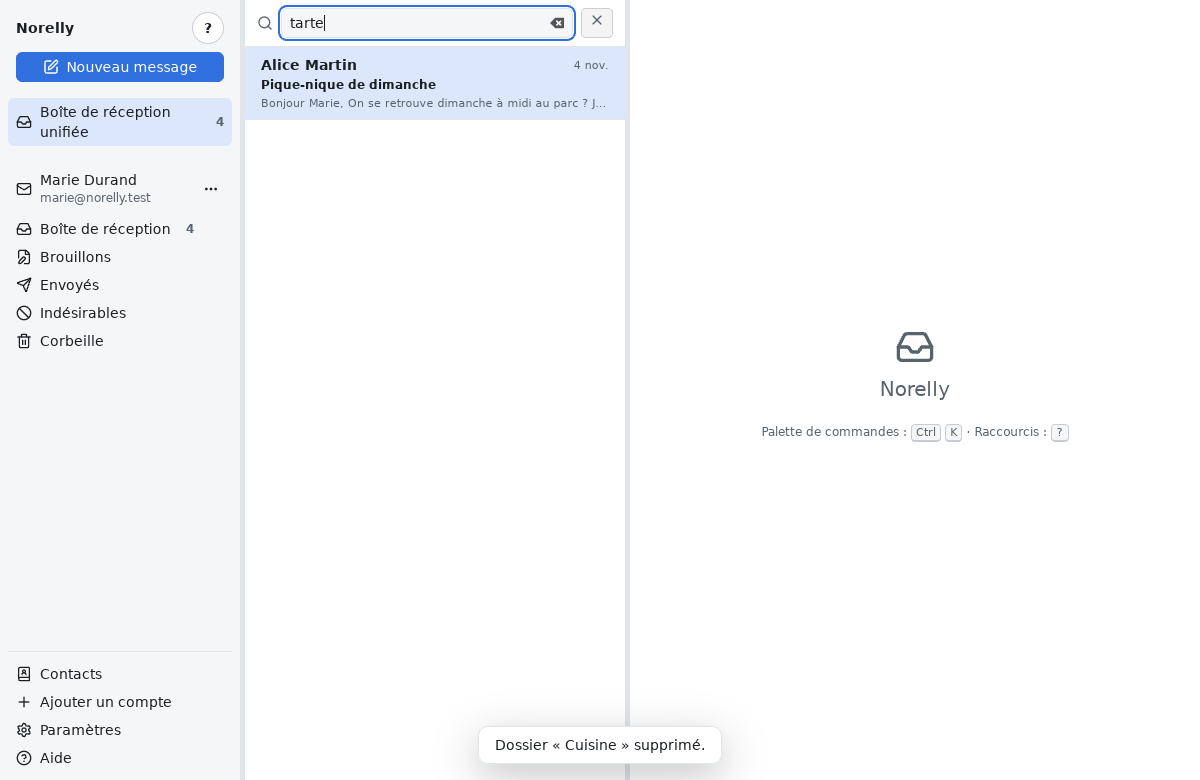 Norelly
?
Nouveau message
Boîte de réception
unifiée
4
Marie Durand
marie@norelly.test
Boîte de réception 4
Brouillons
Envoyés
Indésirables
Corbeille
Contacts
Ajouter un compte
Paramètres
Aide
tarte
Alice Martin 4 nov.
Pique-nique de dimanche
Bonjour Marie, On se retrouve dimanche à midi au parc ? J…
Norelly
Palette de commandes : Ctrl K · Raccourcis : ?
Dossier « Cuisine » supprimé.